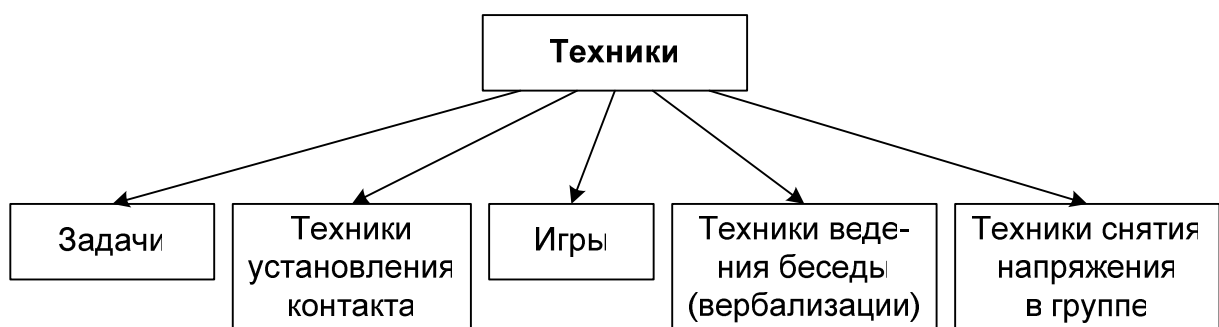 Техники
Задачи
Техники
установления
контакта
Игры
Техники веде-
ния беседы
(вербализации)
Техники снятия
напряжения
в группе